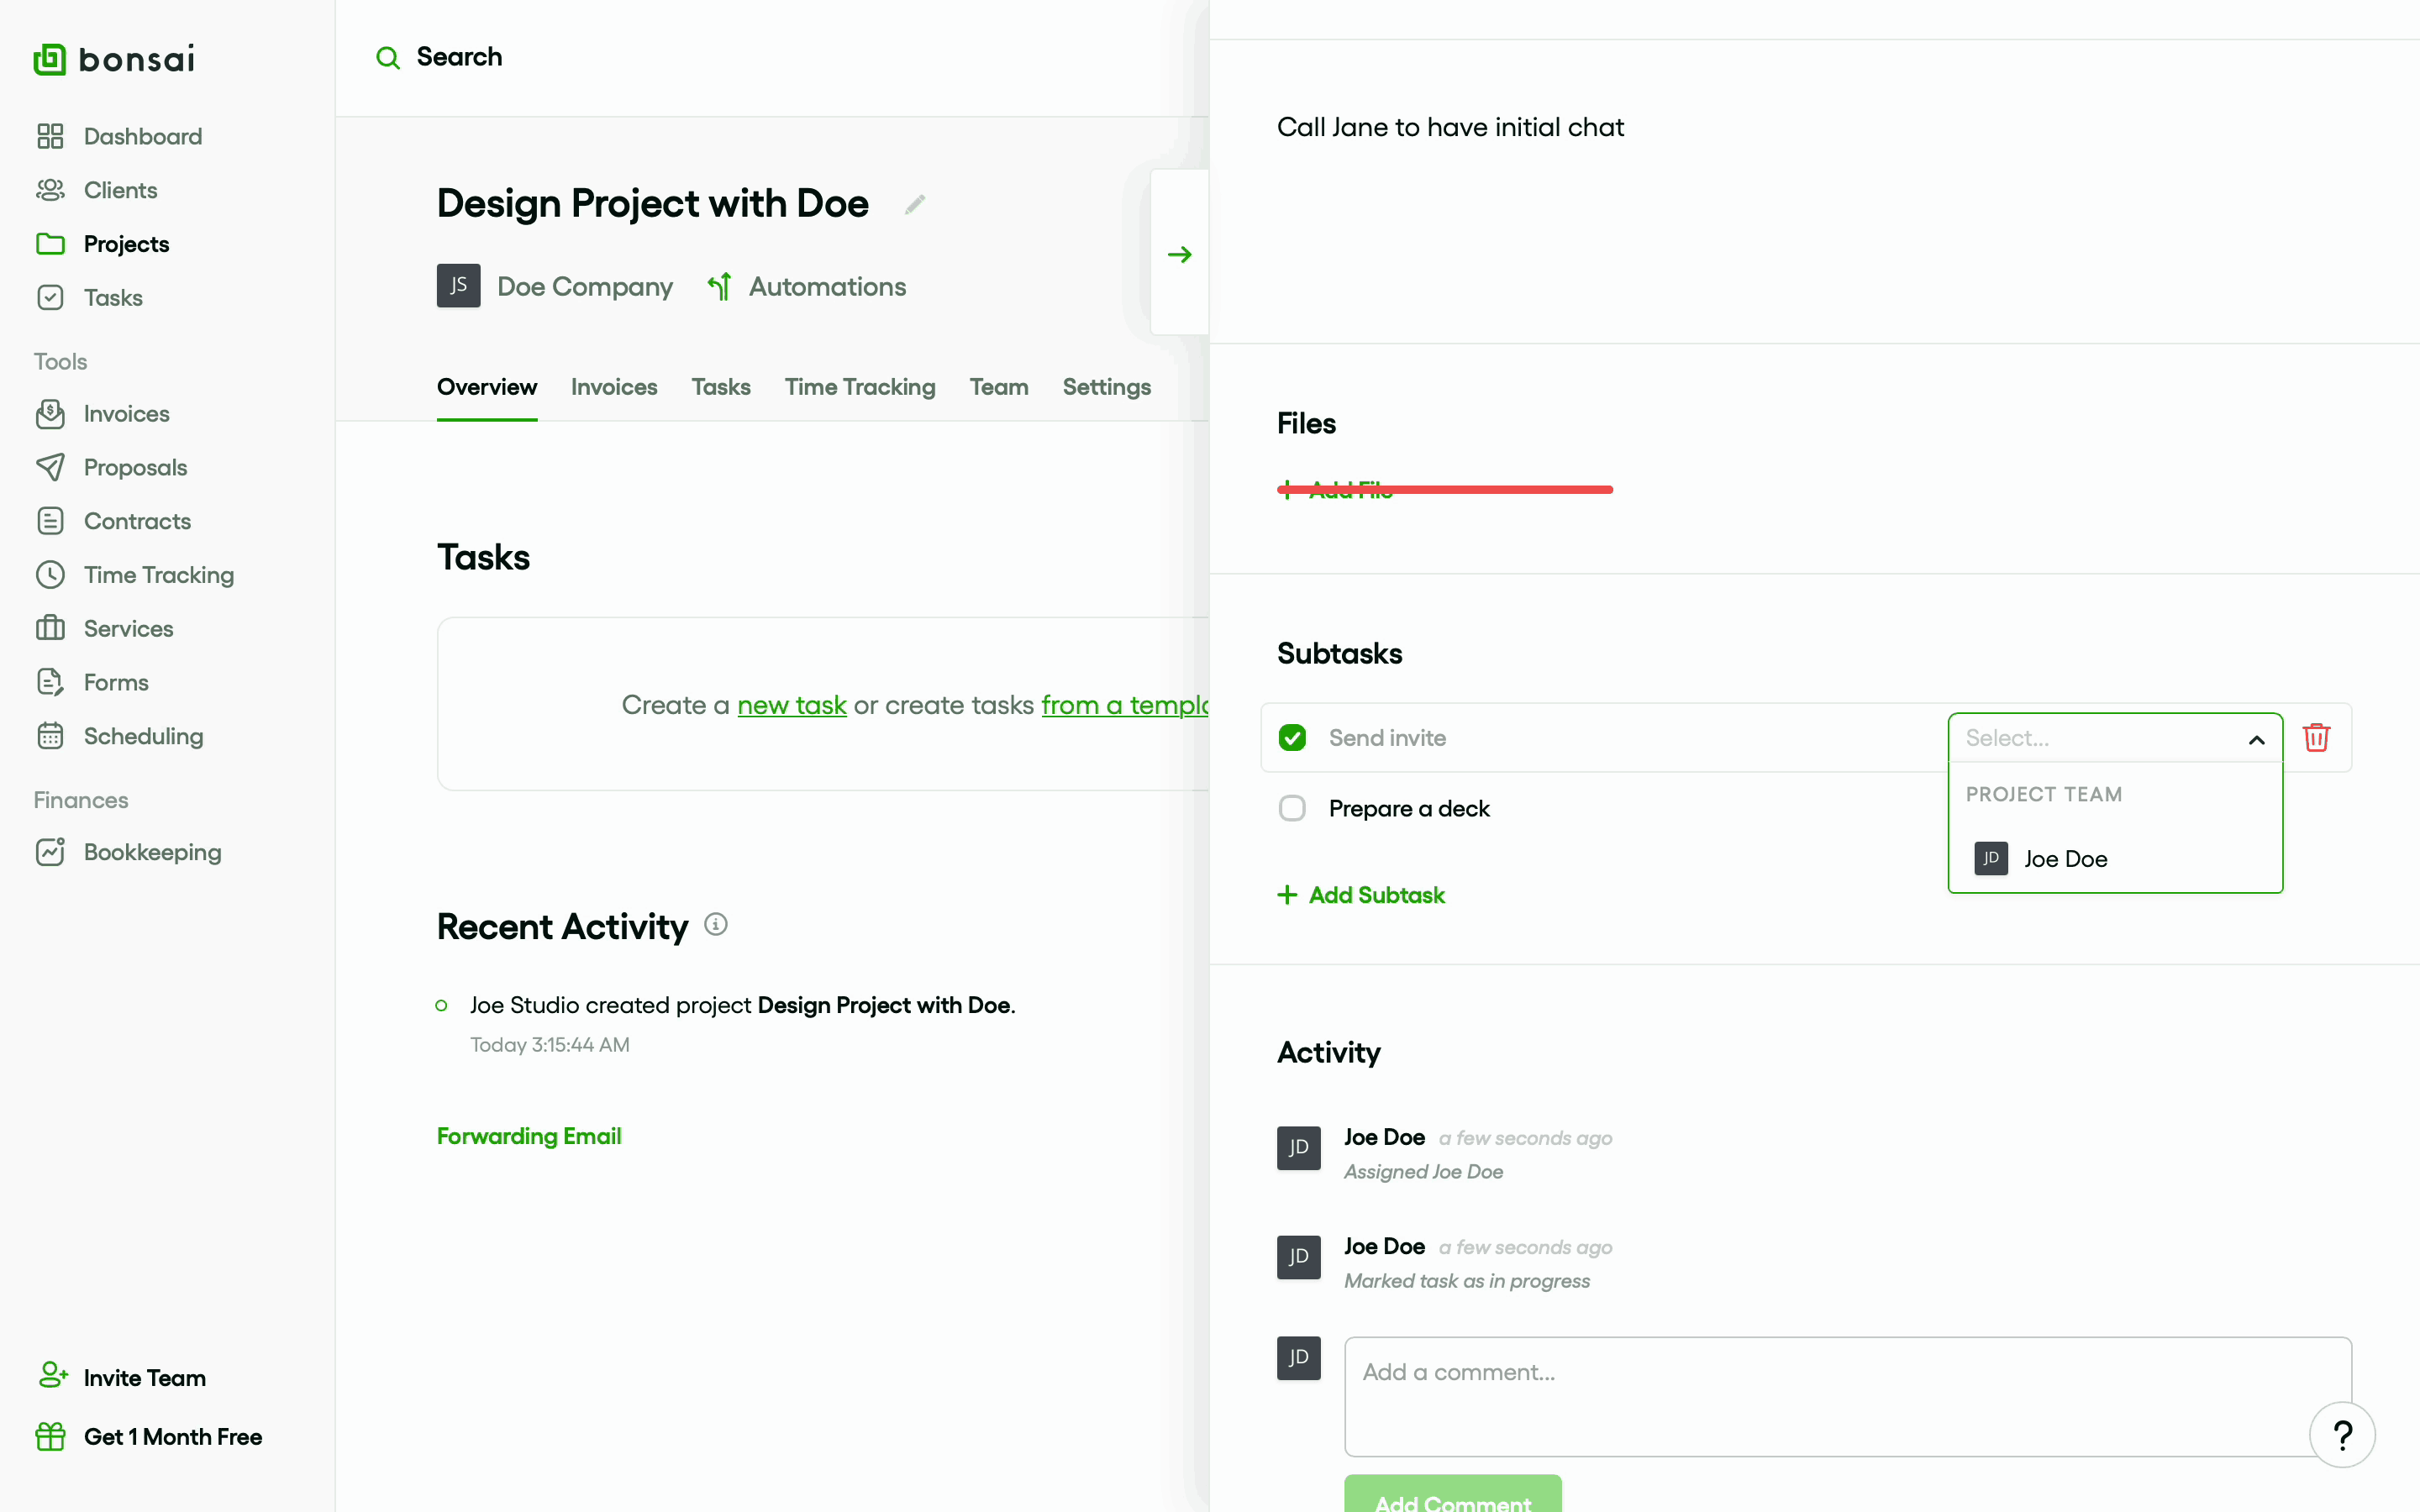 bonsai
Dashboard
Clients
Projects
Tasks
Tools
Invoices
Proposals
Contracts
Time Tracking
Services
Forms
Scheduling
Finances
Bookkeeping
Invite Team
Get 1 Month Free
Search
Design Project with Doe
JS Doe Company Automations
Overview Invoices Tasks Time Tracking Team Settings
Tasks
Create a new task or create tasks from a templa
Recent Activity
Joe Studio created project Design Project with Doe.
Today 3:15:44 AM
Forwarding Email
Call Jane to have initial chat
Files
+ Add File
Subtasks
Send invite
Select...
PROJECT TEAM
JD Joe Doe
Prepare a deck
+ Add Subtask
Activity
JD Joe Doe a few seconds ago
Assigned Joe Doe
JD Joe Doe a few seconds ago
Marked task as in progress
JD Add a comment...
Add Comment
?